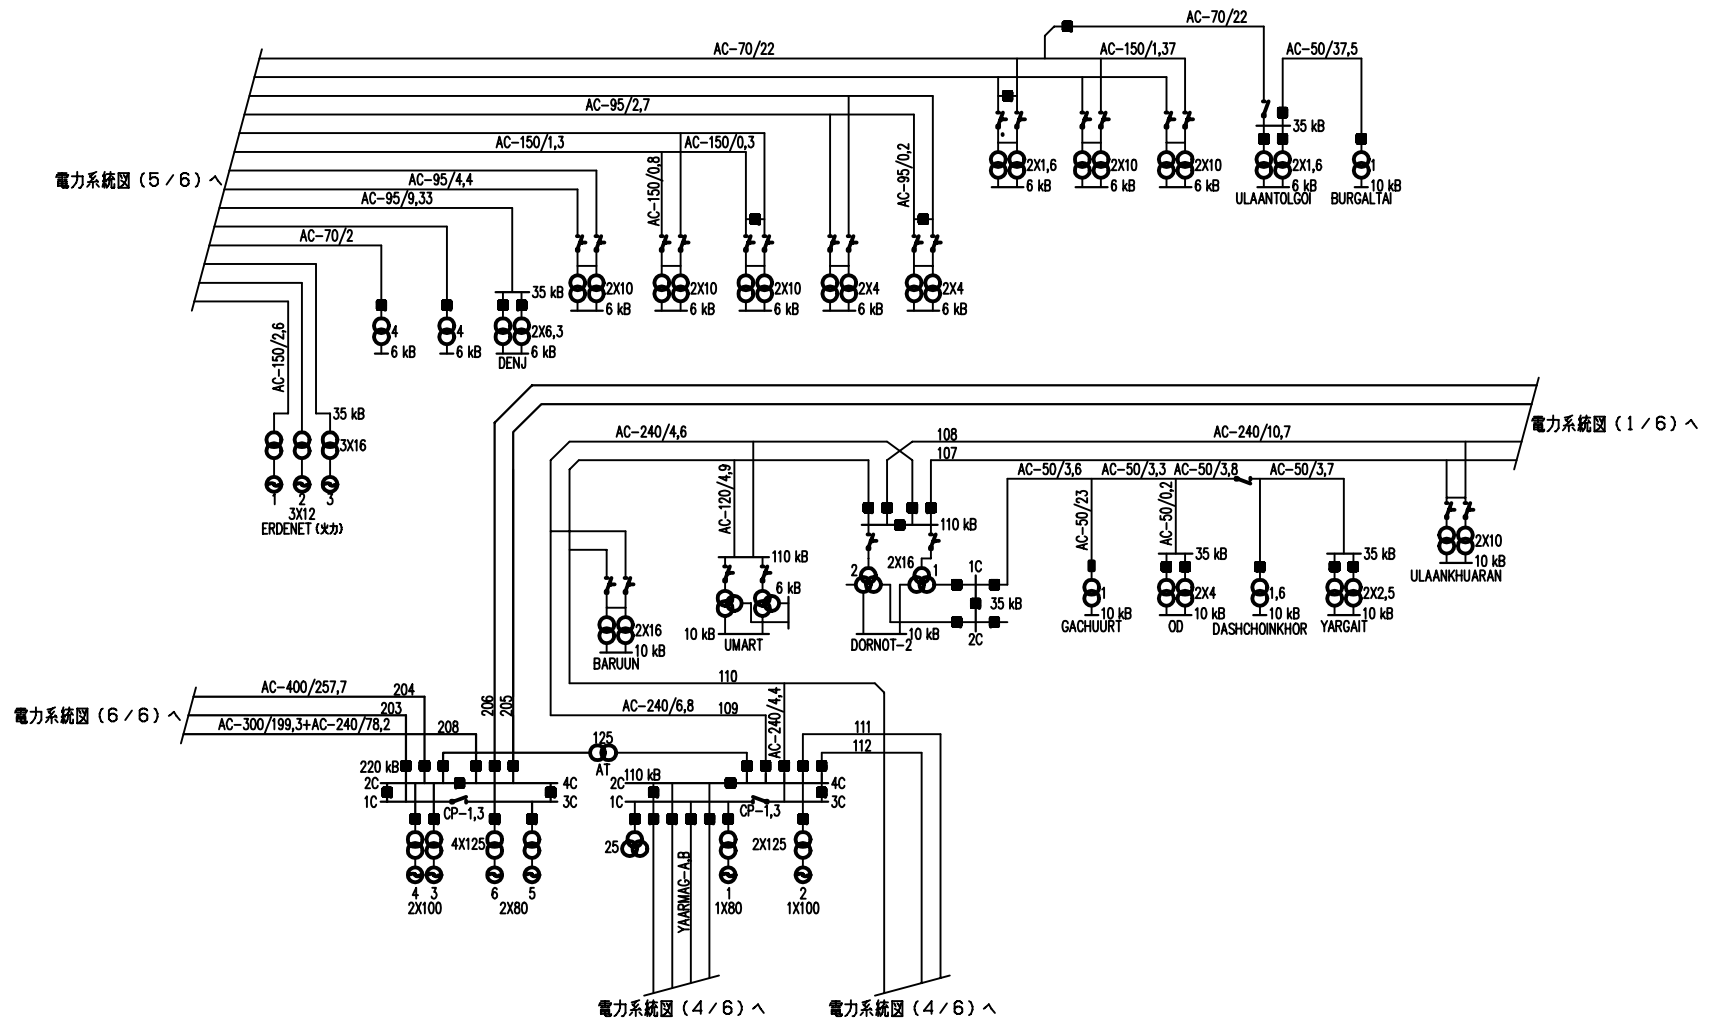 AC-70/22
AC-70/22
AC-150/1,37
AC-50/37,5
AC-95/2,7
35 kB
AC-150/1,3
AC-150/0,3
AC-150/0,8
AC-95/0,2
2X1,6
2X10
2X10
2X1,6
1
電力系統図(5/6)へ
AC-95/4,4
6 kB
6 kB
6 kB
6 kB
10 kB
AC-95/9,33
ULAANTOLGOI
BURGALTAI
AC-70/2
35 kB
2X10
2X10
2X10
2X4
2X4
6 kB
6 kB
6 kB
6 kB
6 kB
4
4
2X6,3
6 kB
6 kB
6 kB
DENJ
AC-150/2,6
35 kB
3X16
1
2
3
3X12
ERDENET (火力)
電力系統図(1/6)へ
AC-240/4,6
108
AC-240/10,7
107
AC-50/3,6
AC-50/3,3
AC-50/3,8
AC-50/3,7
AC-120/4,9
AC-50/23
AC-50/0,2
110 kB
110 kB
35 kB
35 kB
2X10
10 kB
ULAANKHUARAN
2
2X16
1
1C
6 kB
35 kB
1
2X4
1,6
2X2,5
10 kB
10 kB
10 kB
10 kB
GACHUURT
OD
DASHCHOINKHOR
YARGAIT
2X16
10 kB
BARUUN
10 kB
UMART
10 kB
DORNOT-2
2C
110
AC-400/257,7
204
206
205
AC-240/6,8
109
AC-240/4,4
電力系統図(6/6)へ
203
AC-300/199,3+AC-240/78,2
208
111
125
112
AT
220 kB
110 kB
2C
4C
2C
4C
1C
3C
1C
3C
CP-1,3
CP-1,3
4X125
25
2X125
YAARMAG-A,B
4
3
6
5
1
2
2X100
2X80
1X80
1X100
電力系統図(4/6)へ
電力系統図(4/6)へ